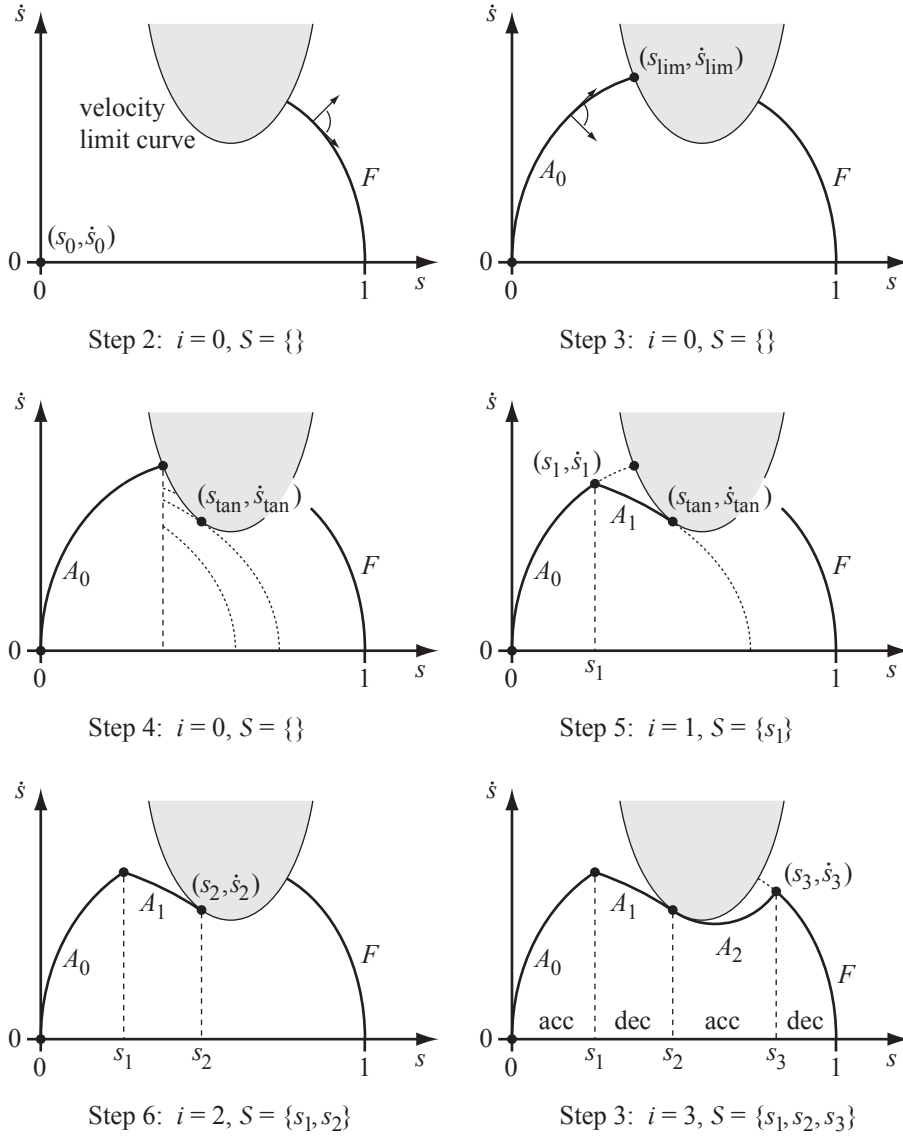 ṡ
ṡ
velocity
limit curve
F
(s₀, ṡ₀)
0
0
1
s
Step 2: i = 0, S = {}
(s_lim, ṡ_lim)
A₀
F
0
0
1
s
Step 3: i = 0, S = {}
ṡ
(s_tan, ṡ_tan)
A₀
F
0
0
1
s
Step 4: i = 0, S = {}
ṡ
(s₁, ṡ₁)
(s_tan, ṡ_tan)
A₁
A₀
F
0
0
s₁
1
s
Step 5: i = 1, S = {s₁}
ṡ
(s₂, ṡ₂)
A₁
A₀
F
0
0
s₁
s₂
1
s
Step 6: i = 2, S = {s₁, s₂}
ṡ
(s₃, ṡ₃)
A₁
A₀
A₂
F
acc
dec
acc
dec
0
0
s₁
s₂
s₃
1
s
Step 3: i = 3, S = {s₁, s₂, s₃}